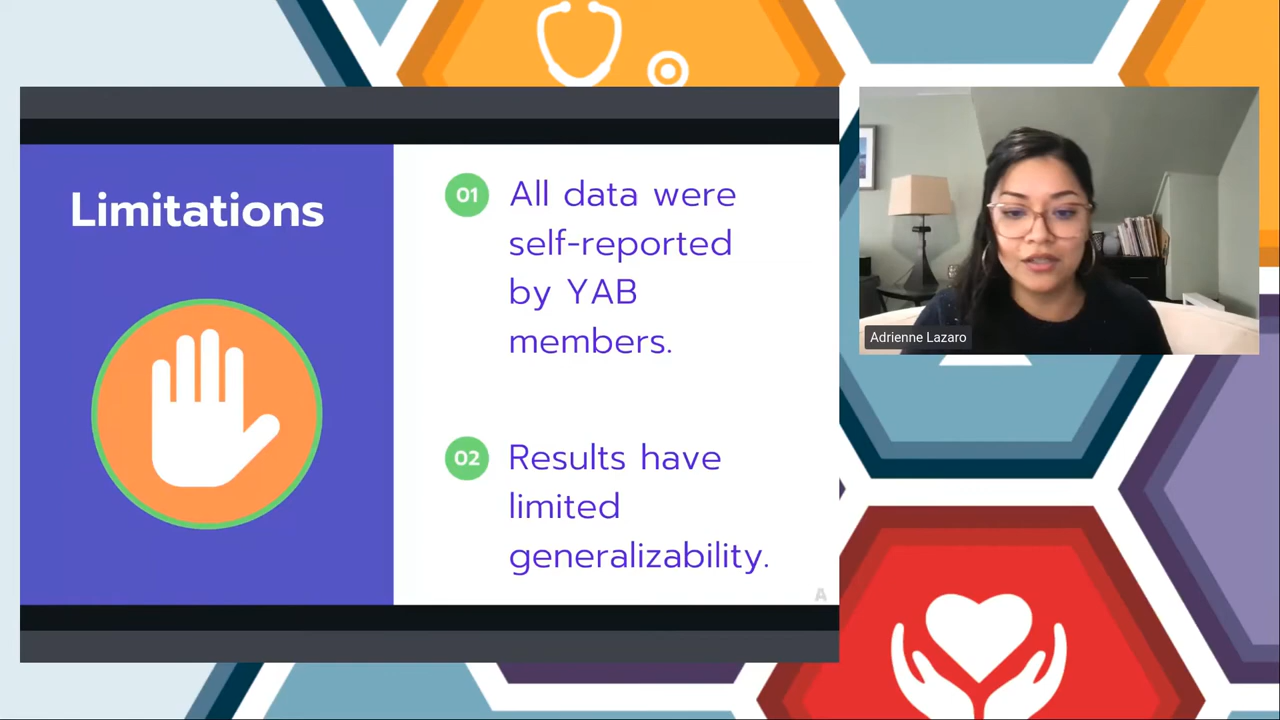 Limitations
01
All data were
self-reported
by YAB
members.
02
Results have
limited
generalizability.
A
Adrienne Lazaro